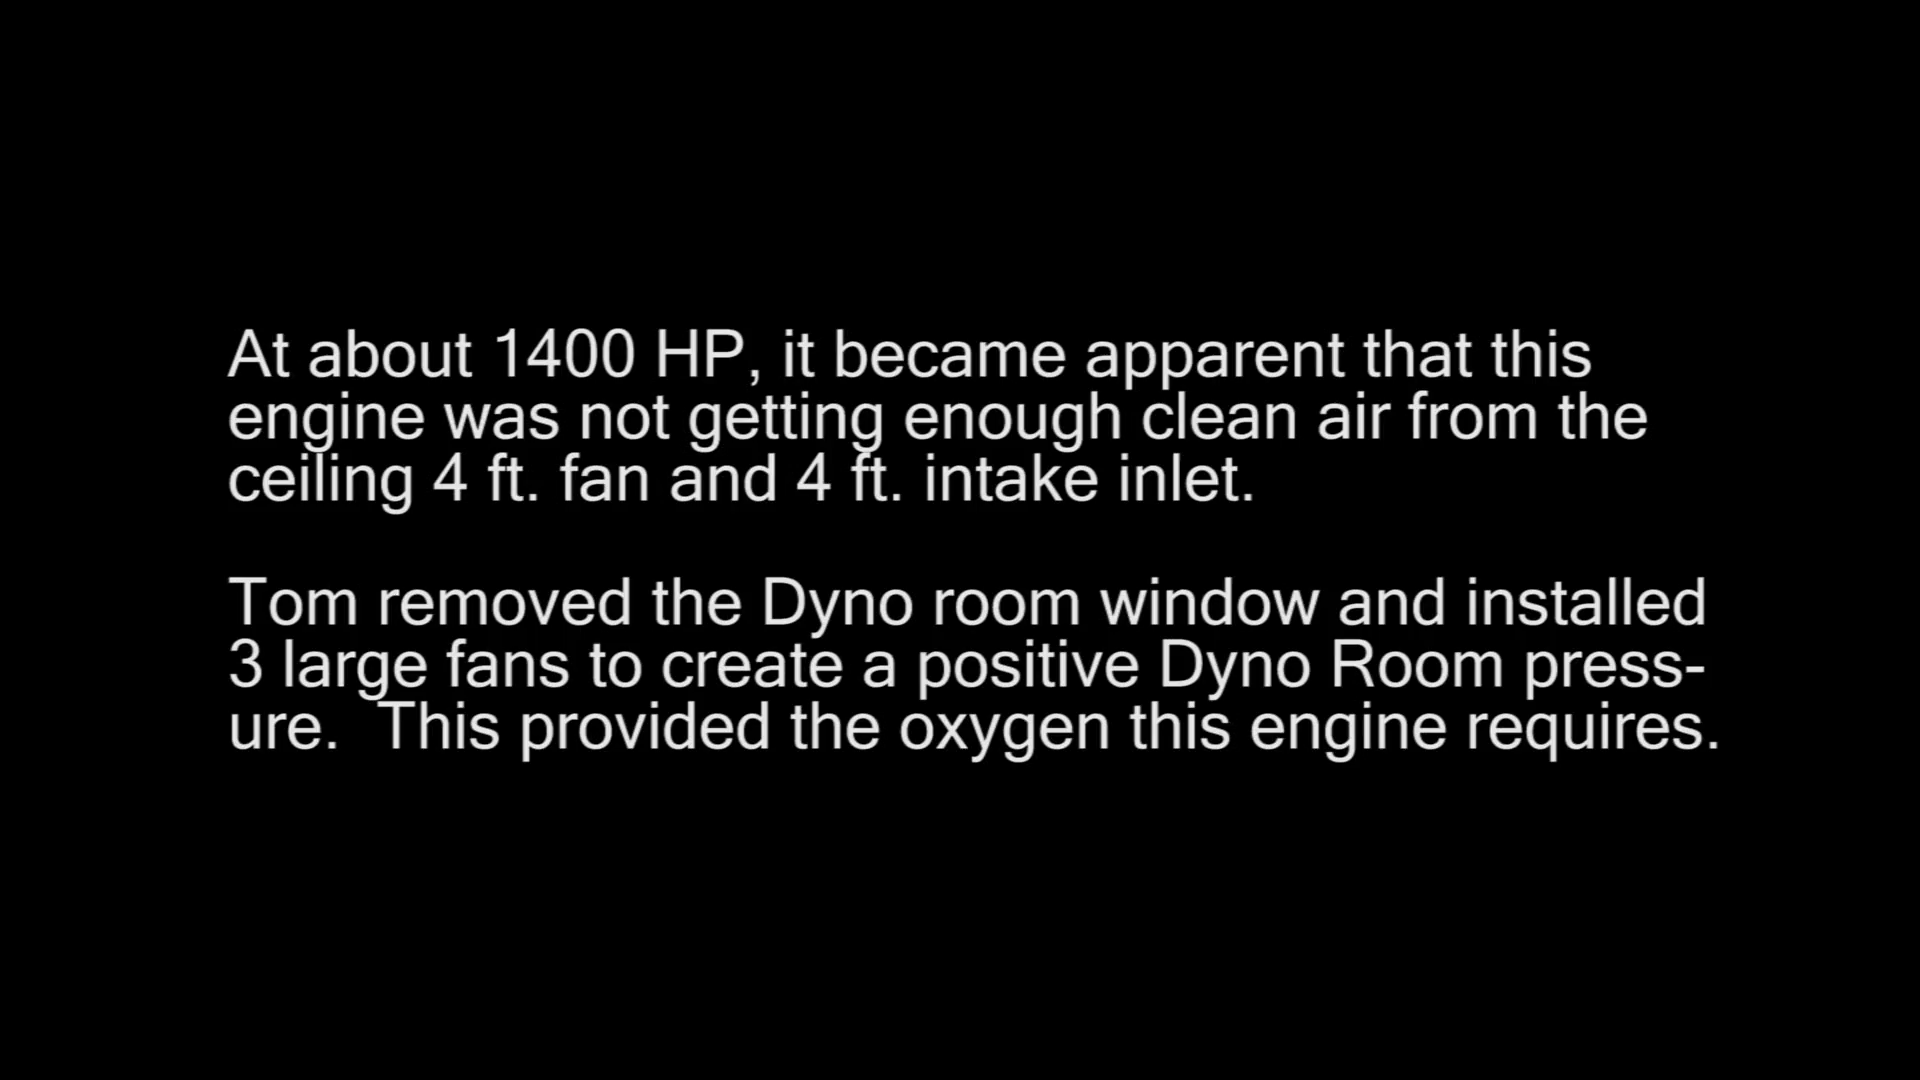 At about 1400 HP, it became apparent that this
engine was not getting enough clean air from the
ceiling 4 ft. fan and 4 ft. intake inlet.
Tom removed the Dyno room window and installed
3 large fans to create a positive Dyno Room press-
ure.  This provided the oxygen this engine requires.